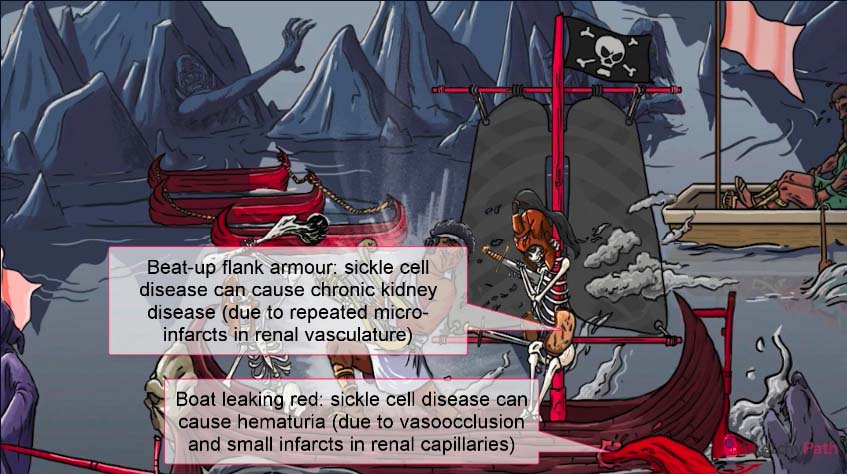 Beat-up flank armour: sickle cell
disease can cause chronic kidney
disease (due to repeated micro-
infarcts in renal vasculature)
Boat leaking red: sickle cell disease can
cause hematuria (due to vasoocclusion
and small infarcts in renal capillaries)
Path